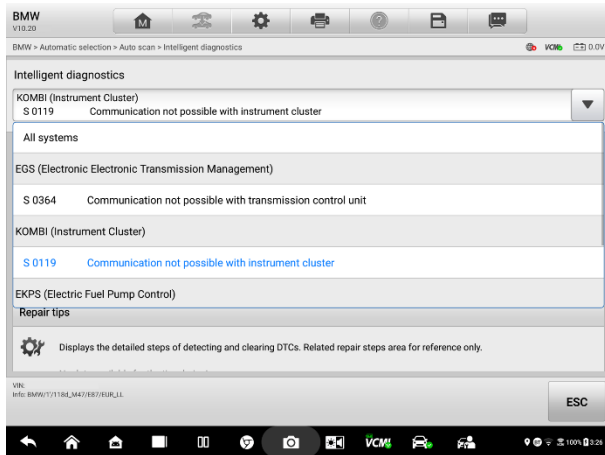 BMW
V10.20
M
?
BMW > Automatic selection > Auto scan > Intelligent diagnostics
VCMI
0.0V
Intelligent diagnostics
KOMBI (Instrument Cluster)
S 0119 Communication not possible with instrument cluster
All systems
EGS (Electronic Electronic Transmission Management)
S 0364 Communication not possible with transmission control unit
KOMBI (Instrument Cluster)
S 0119 Communication not possible with instrument cluster
EKPS (Electric Fuel Pump Control)
Repair tips
Displays the detailed steps of detecting and clearing DTCs. Related repair steps area for reference only.
VIN:
Info: BMW/1'/118d_M47/E87/EUR_LL
ESC
M
VCMI
100% 3:26